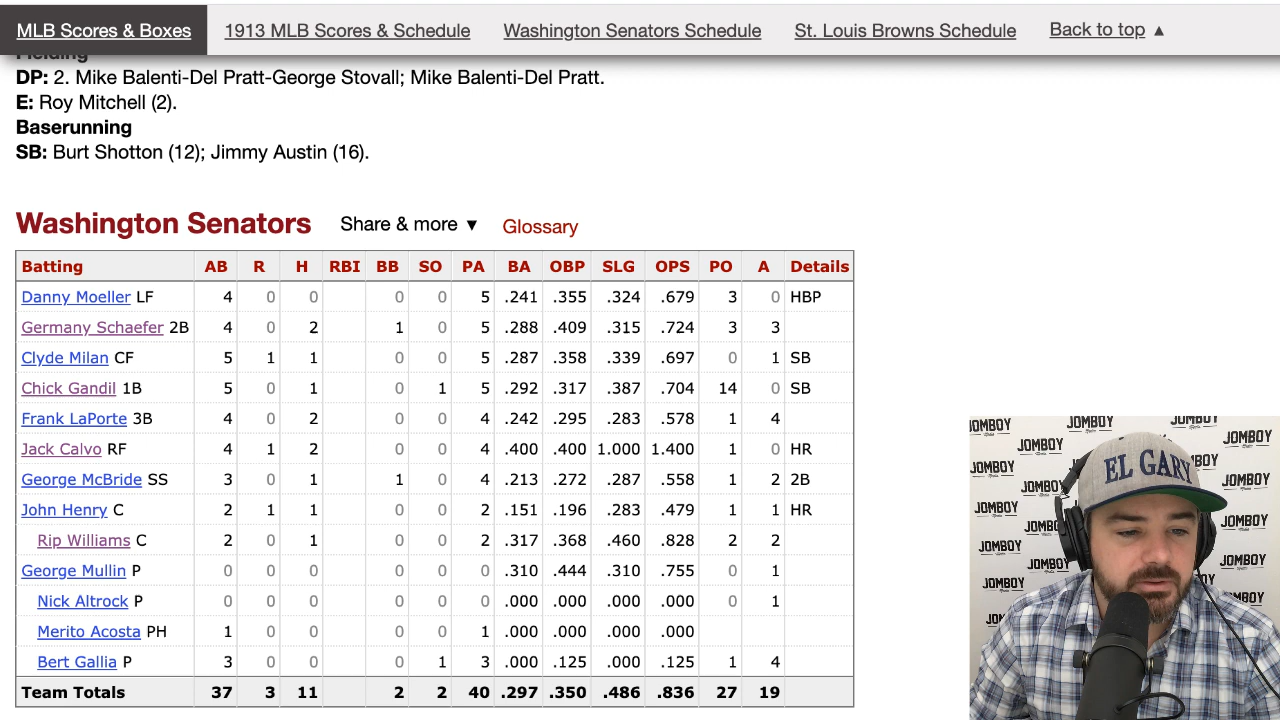 MLB Scores & Boxes 1913 MLB Scores & Schedule Washington Senators Schedule St. Louis Browns Schedule Back to top ▲
Fielding
DP: 2. Mike Balenti-Del Pratt-George Stovall; Mike Balenti-Del Pratt.
E: Roy Mitchell (2).
Baserunning
SB: Burt Shotton (12); Jimmy Austin (16).
Washington Senators Share & more ▼ Glossary
Batting AB R H RBI BB SO PA BA OBP SLG OPS PO A Details
Danny Moeller LF 4 0 0 0 0 5 .241 .355 .324 .679 3 0 HBP
Germany Schaefer 2B 4 0 2 1 0 5 .288 .409 .315 .724 3 3
Clyde Milan CF 5 1 1 0 0 5 .287 .358 .339 .697 0 1 SB
Chick Gandil 1B 5 0 1 0 1 5 .292 .317 .387 .704 14 0 SB
Frank LaPorte 3B 4 0 2 0 0 4 .242 .295 .283 .578 1 4
Jack Calvo RF 4 1 2 0 0 4 .400 .400 1.000 1.400 1 0 HR
George McBride SS 3 0 1 1 0 4 .213 .272 .287 .558 1 2 2B
John Henry C 2 1 1 0 0 2 .151 .196 .283 .479 1 1 HR
Rip Williams C 2 0 1 0 0 2 .317 .368 .460 .828 2 2
George Mullin P 0 0 0 0 0 0 .310 .444 .310 .755 0 1
Nick Altrock P 0 0 0 0 0 0 .000 .000 .000 .000 0 1
Merito Acosta PH 1 0 0 0 0 1 .000 .000 .000 .000
Bert Gallia P 3 0 0 0 1 3 .000 .125 .000 .125 1 4
Team Totals 37 3 11 2 2 40 .297 .350 .486 .836 27 19
JOMBOY JOMBOY JOMBOY
JOMBOY JOMBOY
EL GARY
JOMBOY JOMBOY
JOMBOY JOMBOY
JOMBOY
JOMBOY
JOMBOY